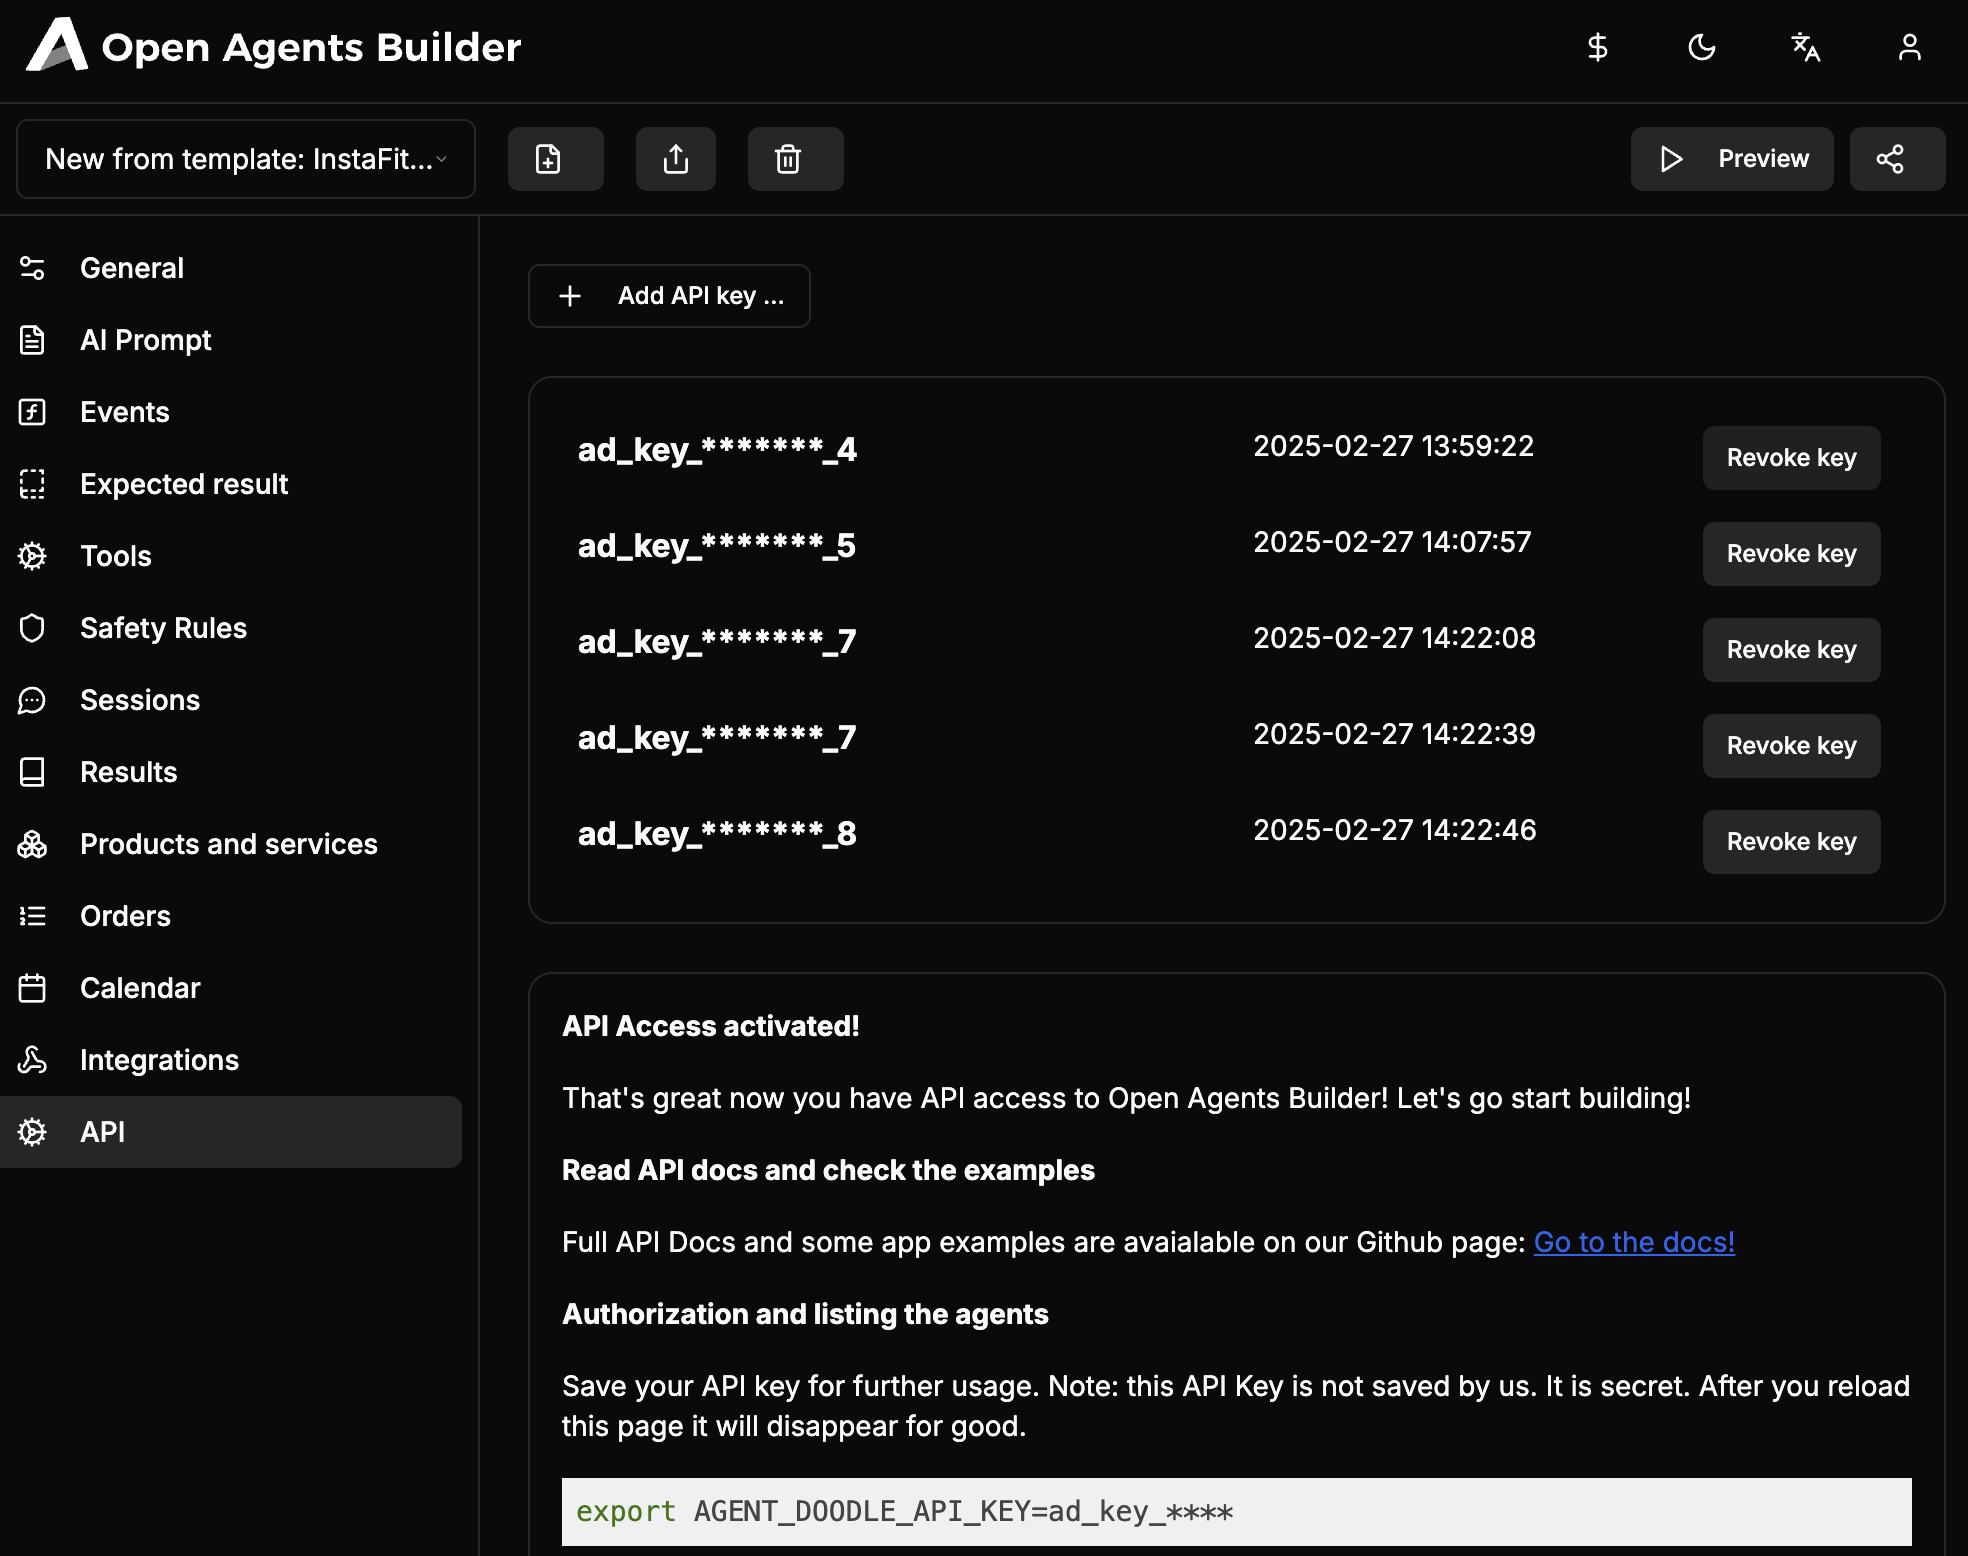 Open Agents Builder
New from template: InstaFit...
Preview
General
AI Prompt
Events
Expected result
Tools
Safety Rules
Sessions
Results
Products and services
Orders
Calendar
Integrations
API
Add API key ...
ad_key_*******_4 2025-02-27 13:59:22 Revoke key
ad_key_*******_5 2025-02-27 14:07:57 Revoke key
ad_key_*******_7 2025-02-27 14:22:08 Revoke key
ad_key_*******_7 2025-02-27 14:22:39 Revoke key
ad_key_*******_8 2025-02-27 14:22:46 Revoke key
API Access activated!
That's great now you have API access to Open Agents Builder! Let's go start building!
Read API docs and check the examples
Full API Docs and some app examples are avaialable on our Github page: Go to the docs!
Authorization and listing the agents
Save your API key for further usage. Note: this API Key is not saved by us. It is secret. After you reload
this page it will disappear for good.
export AGENT_DOODLE_API_KEY=ad_key_****